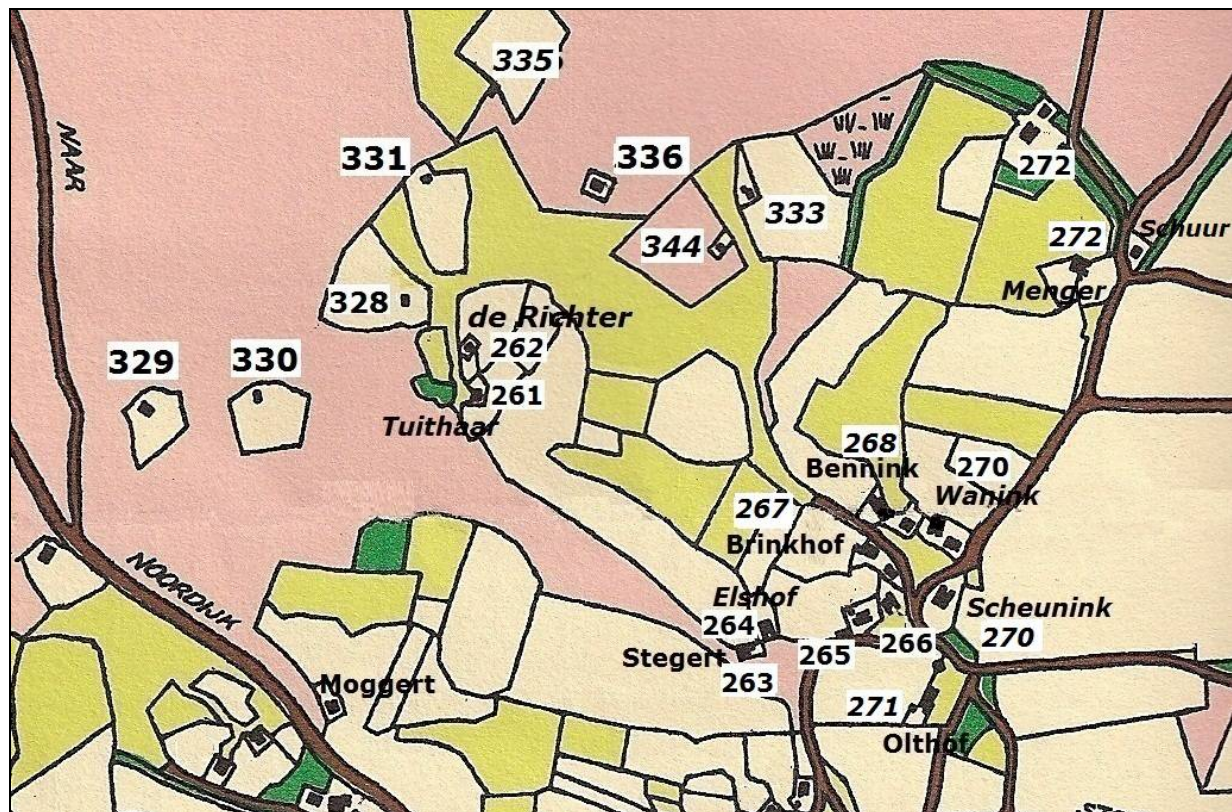 335
NAAR
331
336
272
333
344
272
Schuur
Menger
328
de Richter
262
329
330
261
Tuithaar
268
Bennink
270
Wanink
267
Brinkhof
NOORDIJK
Elshof
Scheunink
264
266
270
Stegert
265
263
Moggert
271
Olthof